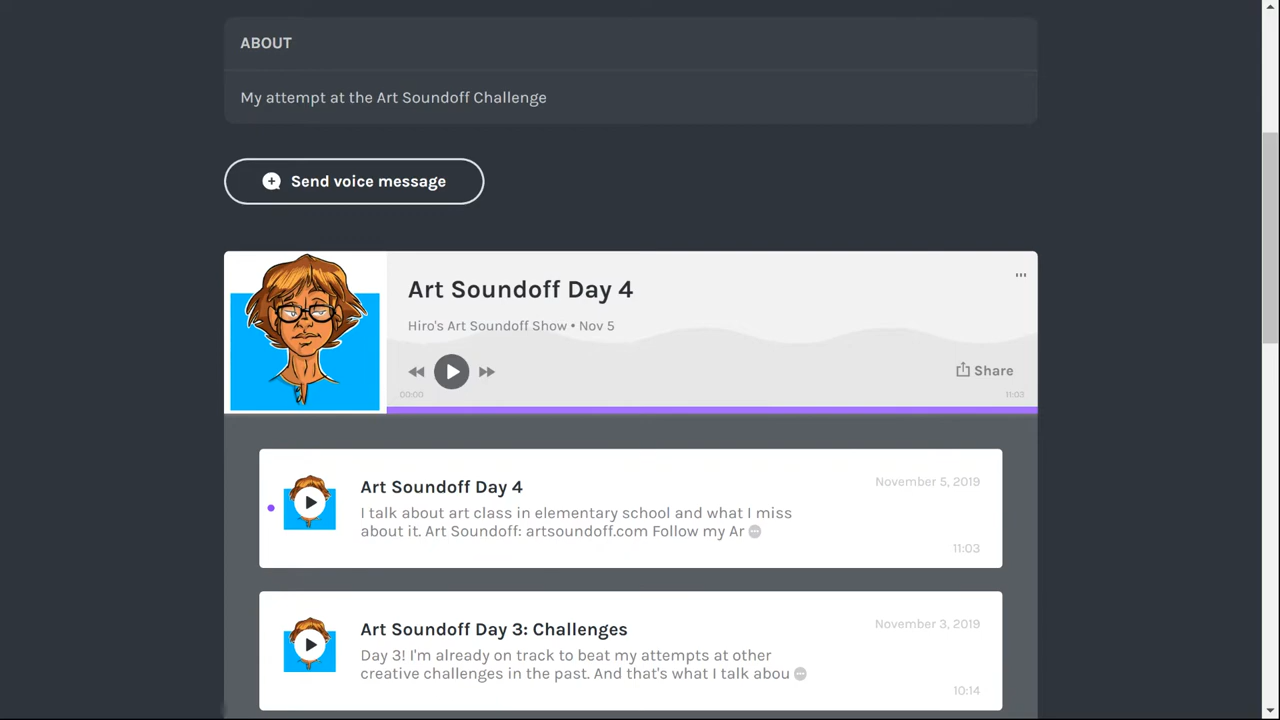 ABOUT
My attempt at the Art Soundoff Challenge
Send voice message
Art Soundoff Day 4
Hiro's Art Soundoff Show • Nov 5
Share
00:00
11:03
Art Soundoff Day 4
November 5, 2019
I talk about art class in elementary school and what I miss
about it. Art Soundoff: artsoundoff.com Follow my Ar
11:03
Art Soundoff Day 3: Challenges
November 3, 2019
Day 3! I'm already on track to beat my attempts at other
creative challenges in the past. And that's what I talk abou
10:14